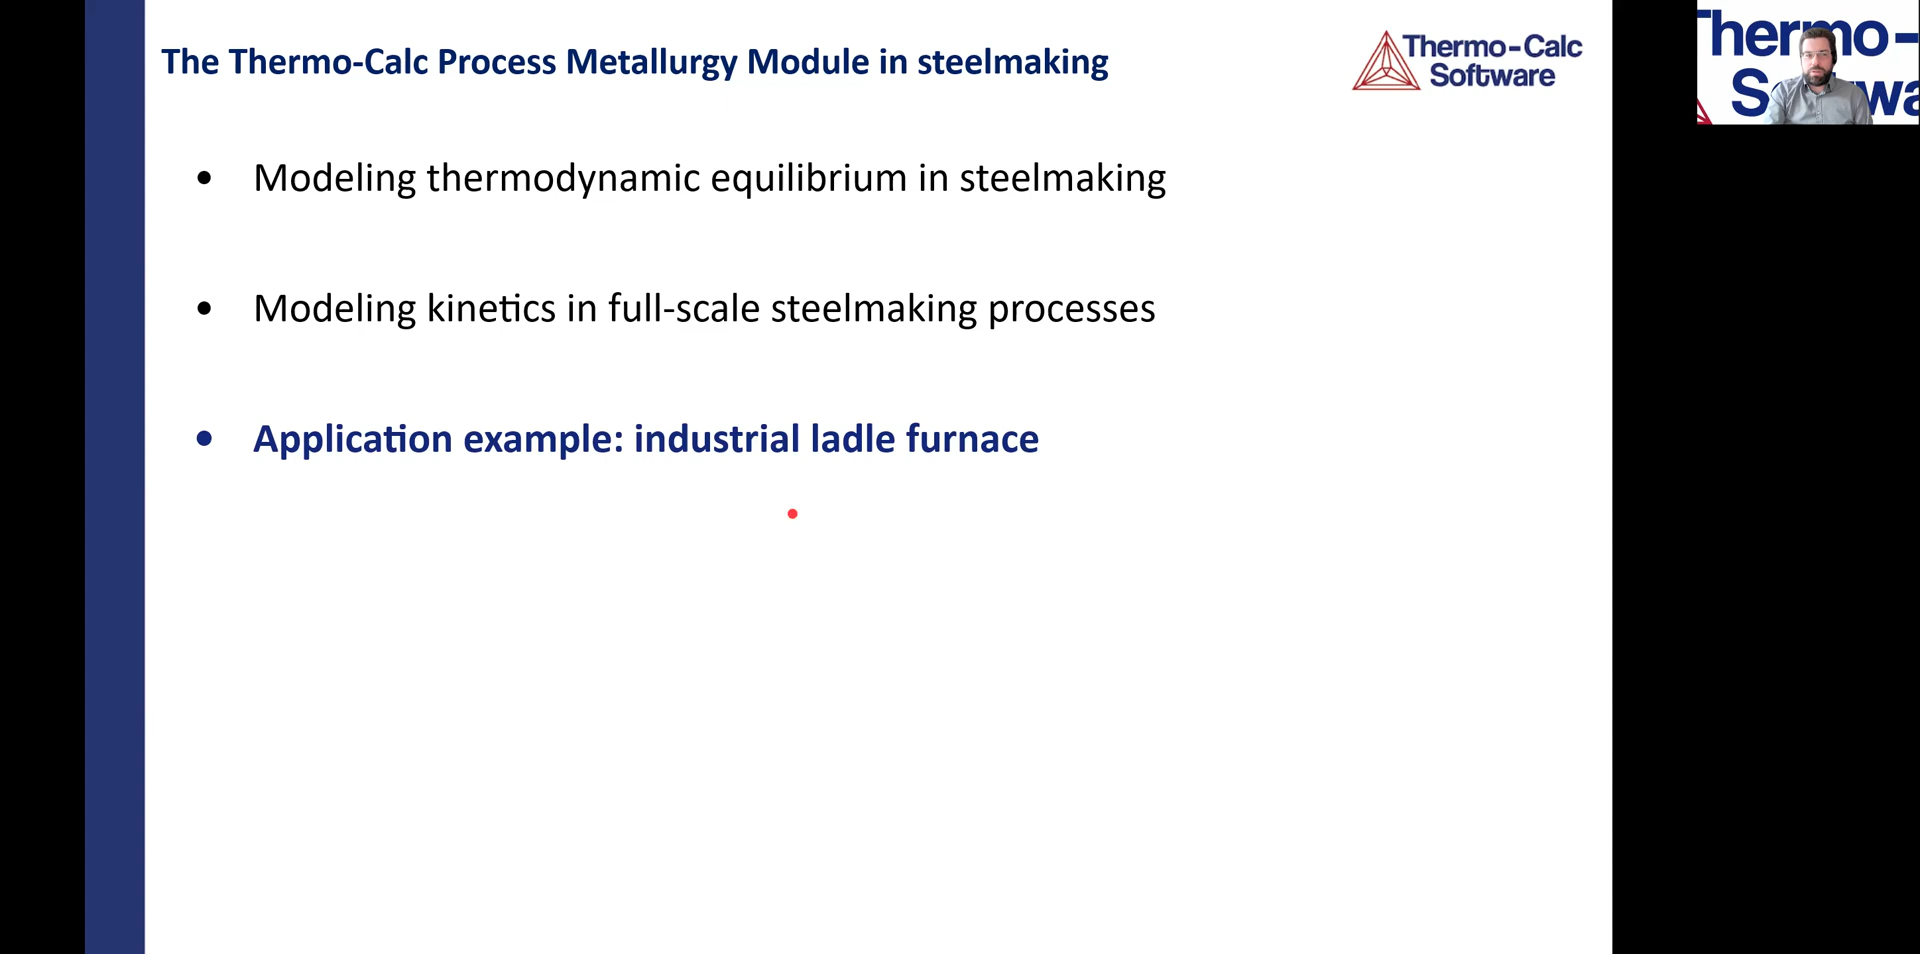 The Thermo-Calc Process Metallurgy Module in steelmaking
Thermo-Calc
Software
• Modeling thermodynamic equilibrium in steelmaking
• Modeling kinetics in full-scale steelmaking processes
• Application example: industrial ladle furnace